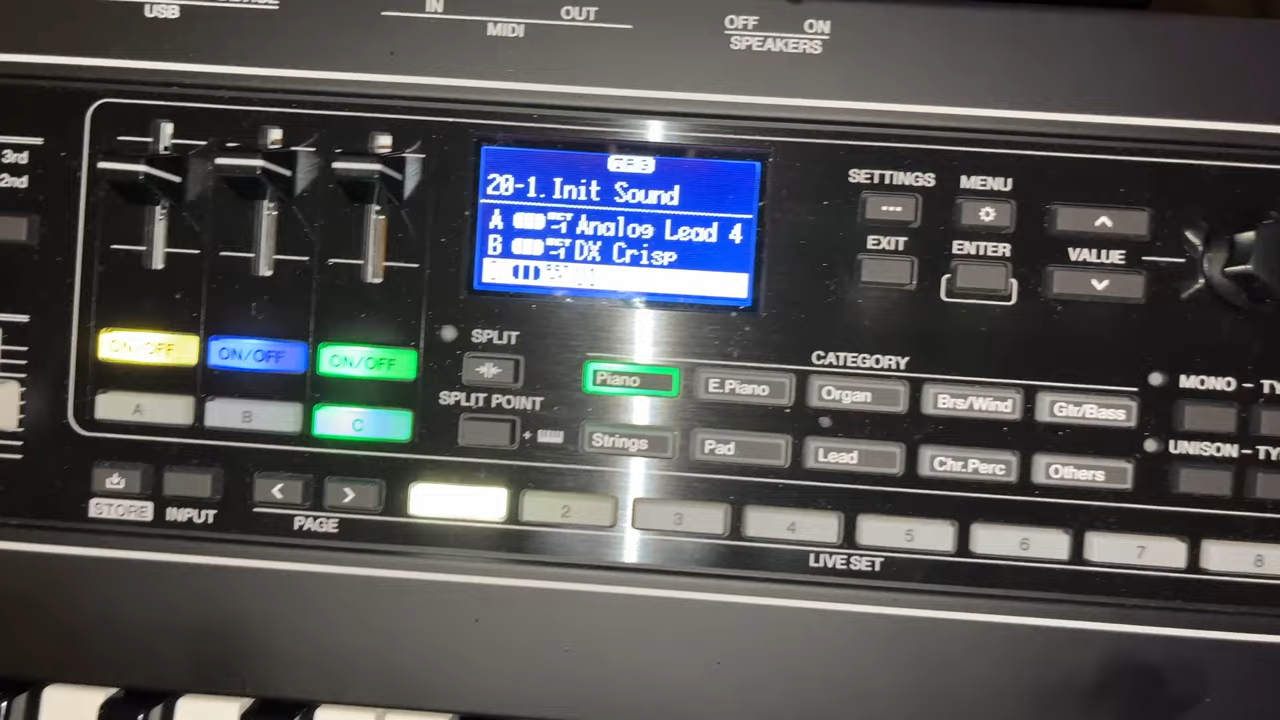 USB
IN OUT
MIDI
OFF ON
SPEAKERS
3rd
2nd
20-1. Init Sound
A Analog Lead 4
B DX Crisp
SETTINGS
MENU
EXIT
ENTER
VALUE
ON/OFF
ON/OFF
ON/OFF
A
B
C
SPLIT
SPLIT POINT
CATEGORY
Piano
E.Piano
Organ
Brs/Wind
Gtr/Bass
Strings
Pad
Lead
Chr.Perc
Others
MONO
UNISON
STORE
INPUT
PAGE
2
3
4
5
6
7
8
LIVE SET